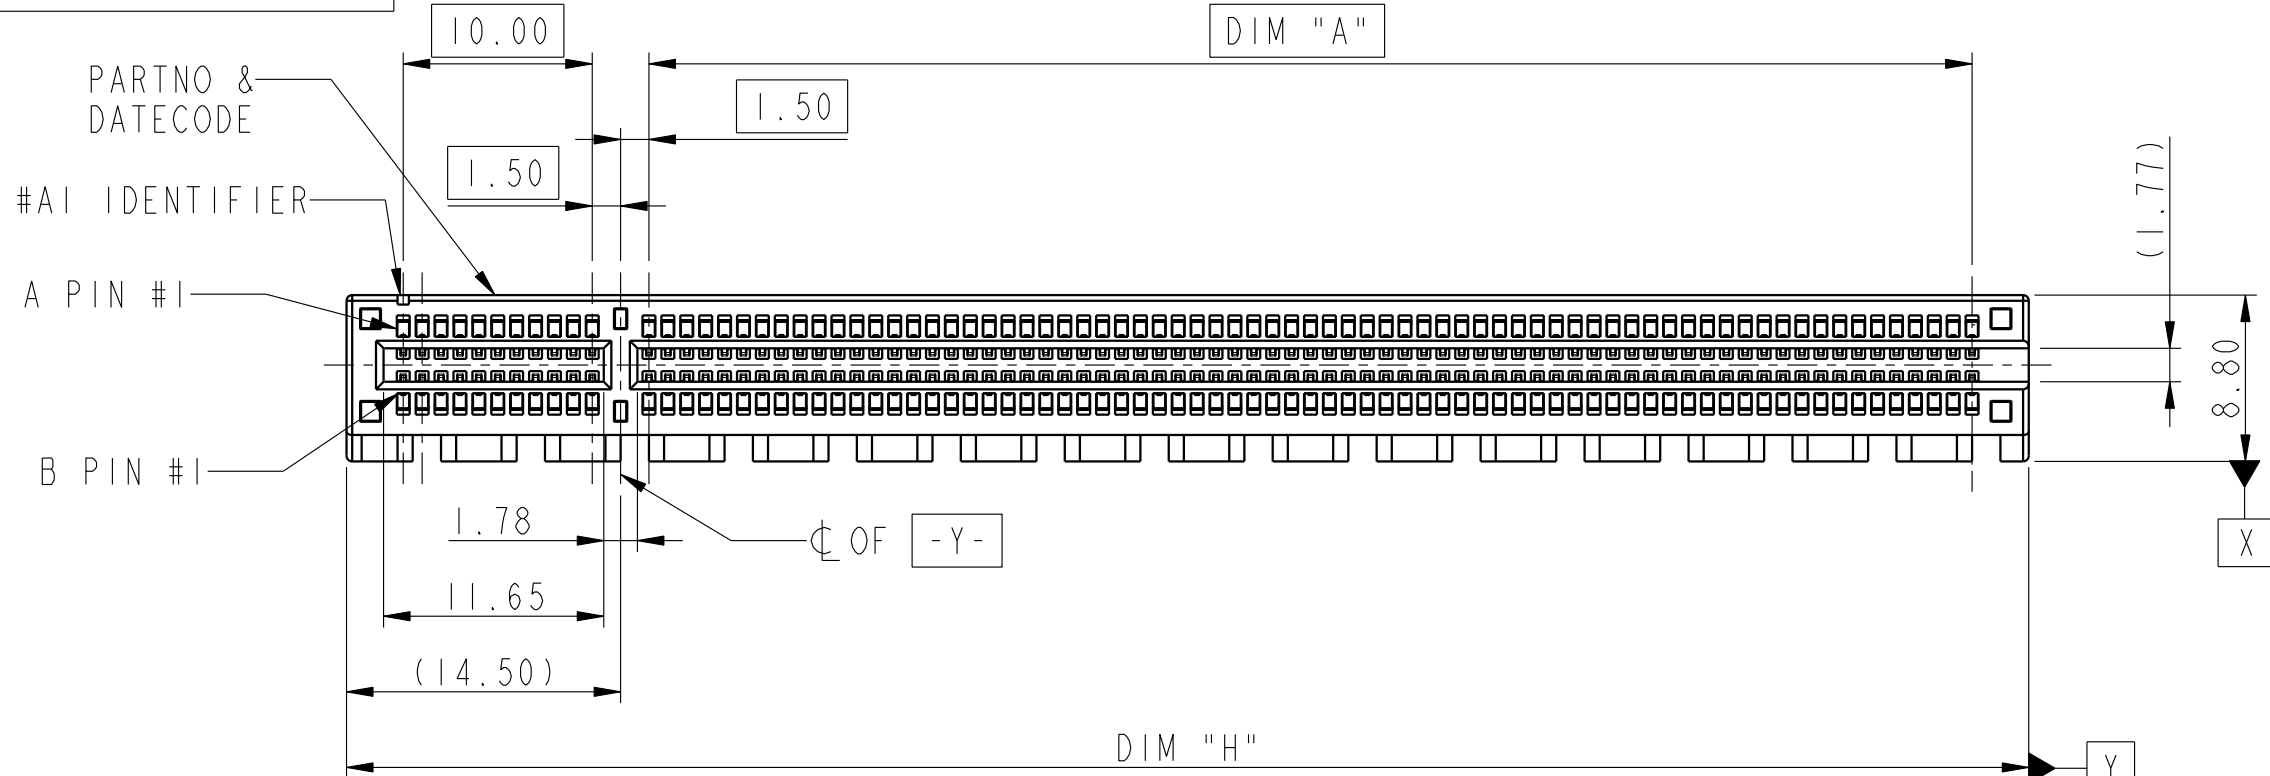 10.00
DIM "A"
PARTNO &
DATECODE
1.50
1.50
(1.77)
#A1 IDENTIFIER
A PIN #1
8.80
B PIN #1
1.78
℄ OF -Y-
X
11.65
(14.50)
DIM "H"
Y